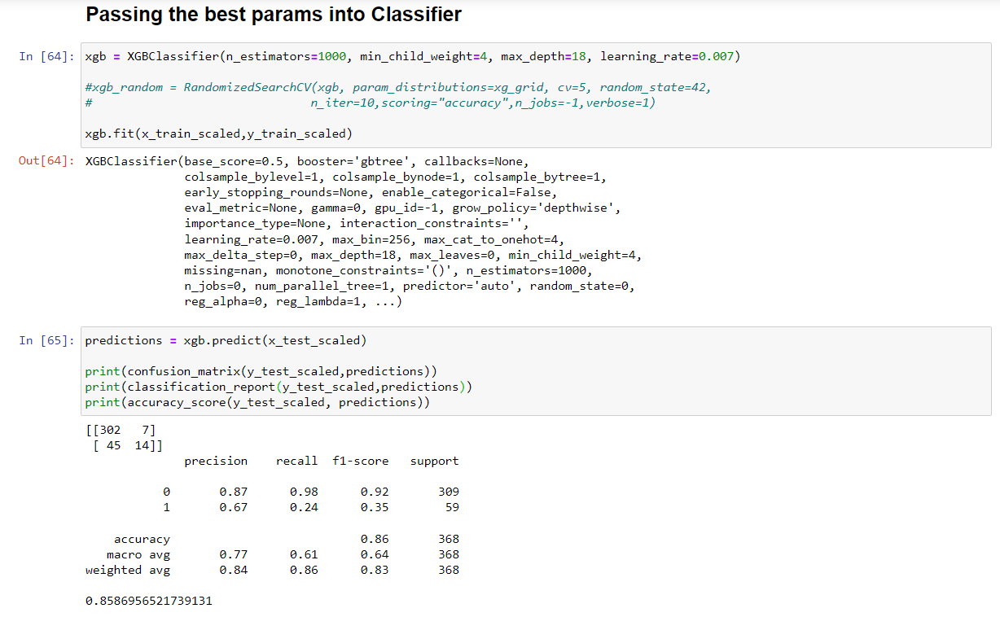 Passing the best params into Classifier
In [64]: xgb = XGBClassifier(n_estimators=1000, min_child_weight=4, max_depth=18, learning_rate=0.007)
#xgb_random = RandomizedSearchCV(xgb, param_distributions=xg_grid, cv=5, random_state=42,
#                               n_iter=10,scoring="accuracy",n_jobs=-1,verbose=1)
xgb.fit(x_train_scaled,y_train_scaled)
Out[64]: XGBClassifier(base_score=0.5, booster='gbtree', callbacks=None,
colsample_bylevel=1, colsample_bynode=1, colsample_bytree=1,
early_stopping_rounds=None, enable_categorical=False,
eval_metric=None, gamma=0, gpu_id=-1, grow_policy='depthwise',
importance_type=None, interaction_constraints='',
learning_rate=0.007, max_bin=256, max_cat_to_onehot=4,
max_delta_step=0, max_depth=18, max_leaves=0, min_child_weight=4,
missing=nan, monotone_constraints='()', n_estimators=1000,
n_jobs=0, num_parallel_tree=1, predictor='auto', random_state=0,
reg_alpha=0, reg_lambda=1, ...)
In [65]: predictions = xgb.predict(x_test_scaled)
print(confusion_matrix(y_test_scaled,predictions))
print(classification_report(y_test_scaled,predictions))
print(accuracy_score(y_test_scaled, predictions))
[[302   7]
[ 45  14]]
precision    recall  f1-score   support
0       0.87      0.98      0.92       309
1       0.67      0.24      0.35        59
accuracy                           0.86       368
macro avg       0.77      0.61      0.64       368
weighted avg       0.84      0.86      0.83       368
0.8586956521739131